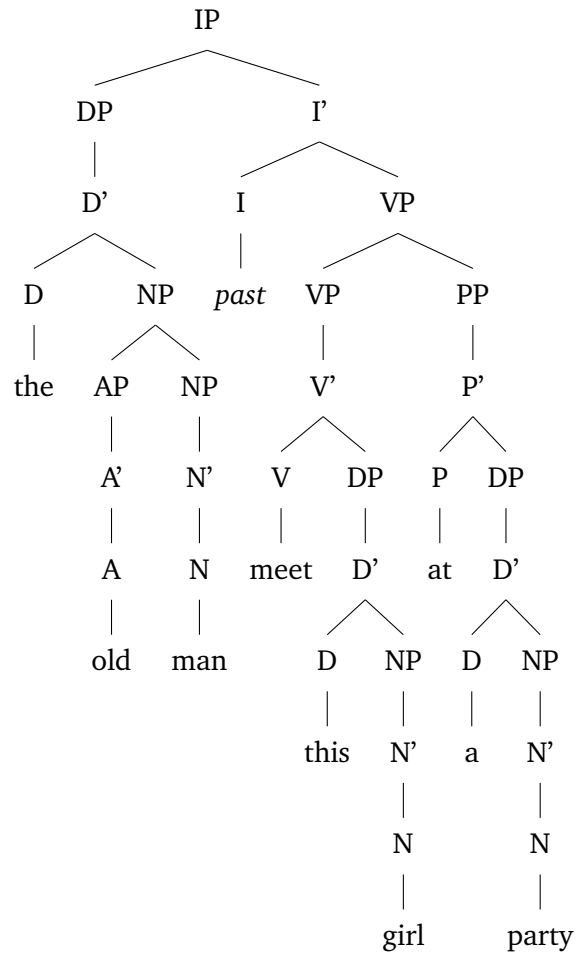 IP
DP I’
D’ I VP
D NP past VP PP
the AP NP V’ P’
A’ N’ V DP P DP
A N meet D’ at D’
old man D NP D NP
this N’ a N’
N N
girl party